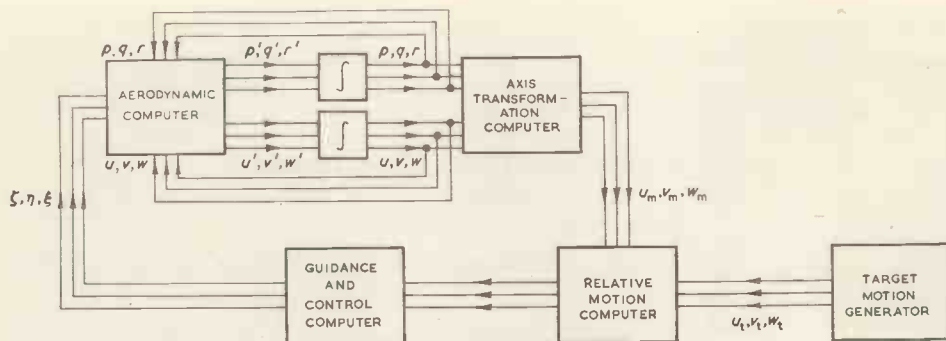 p,q,r
p',q',r'
p,q,r
AERODYNAMIC
COMPUTER
∫
AXIS
TRANSFORM-
ATION
COMPUTER
∫
u,v,w
u',v',w'
u,v,w
ζ,η,ξ
u_m,v_m,w_m
GUIDANCE
AND
CONTROL
COMPUTER
RELATIVE
MOTION
COMPUTER
TARGET
MOTION
GENERATOR
u_t,v_t,w_t